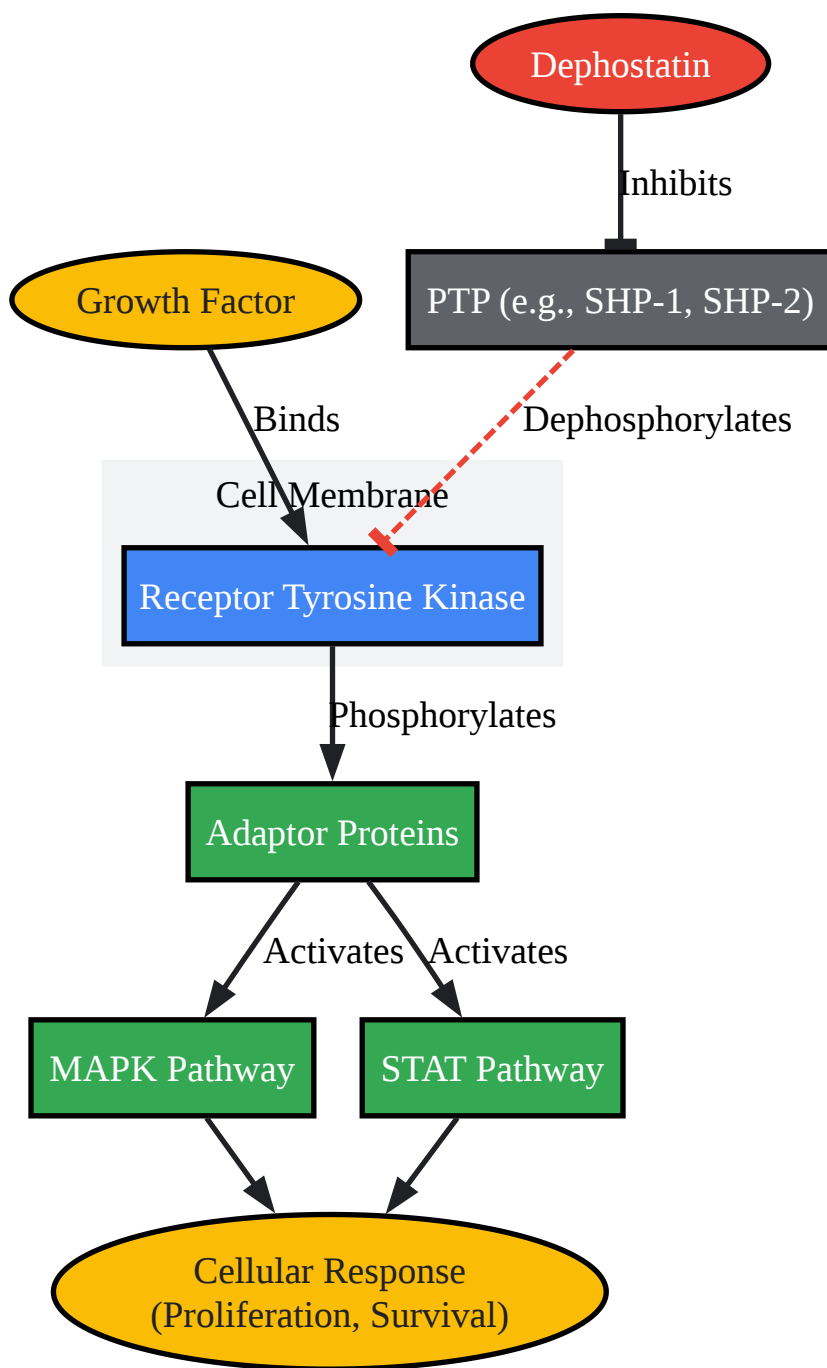 Dephostatin
Inhibits
Growth Factor
PTP (e.g., SHP-1, SHP-2)
Binds
Dephosphorylates
Cell Membrane
Receptor Tyrosine Kinase
Phosphorylates
Adaptor Proteins
Activates
Activates
MAPK Pathway
STAT Pathway
Cellular Response
(Proliferation, Survival)